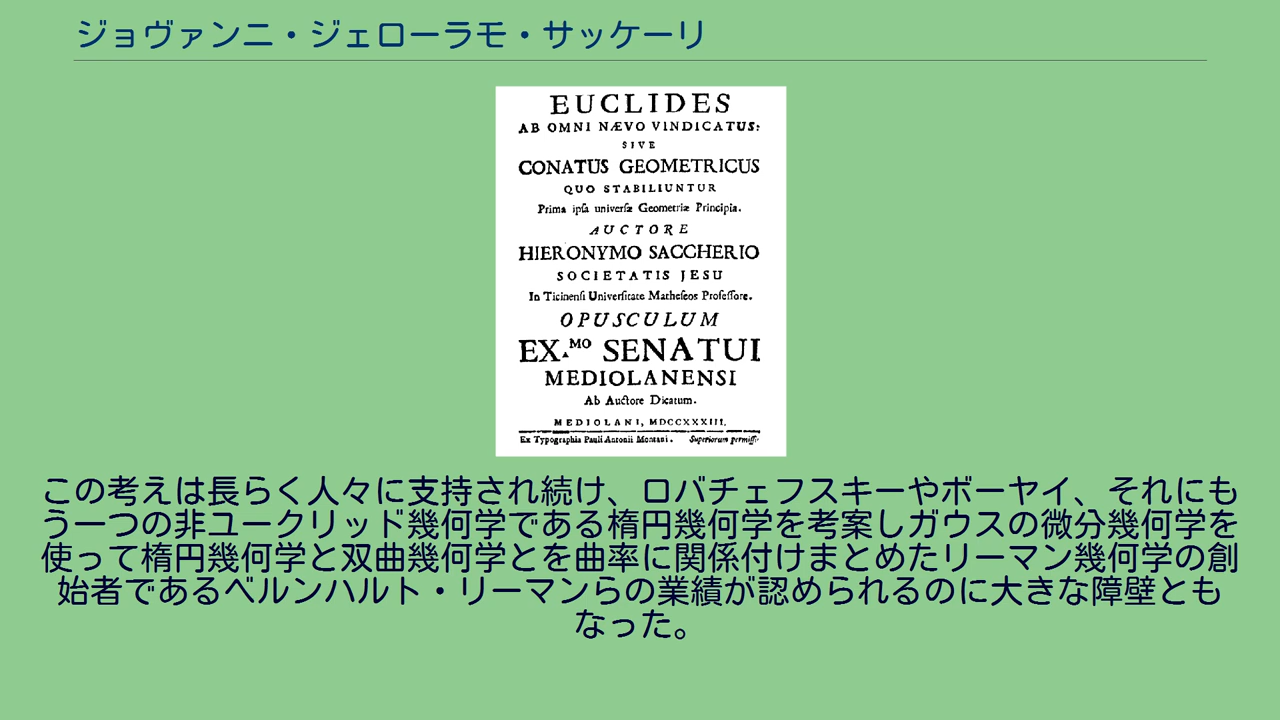 ジョヴァンニ・ジェローラモ・サッケーリ
EUCLIDES
AB OMNI NÆVO VINDICATUS:
SIVE
CONATUS GEOMETRICUS
QUO STABILIUNTUR
Prima ipſa univerſæ Geometriæ Principia.
AUCTORE
HIERONYMO SACCHERIO
SOCIETATIS JESU
In Ticinenſi Univerſitate Matheſeos Profeſſore.
OPUSCULUM
EX.MO SENATUI
MEDIOLANENSI
Ab Auctore Dicatum.
MEDIOLANI, MDCCXXXIII.
Ex Typographia Pauli Antonii Montani. Superiorum permiſſ.
この考えは長らく人々に支持され続け、ロバチェフスキーやボーヤイ、それにも
う一つの非ユークリッド幾何学である楕円幾何学を考案しガウスの微分幾何学を
使って楕円幾何学と双曲幾何学とを曲率に関係付けまとめたリーマン幾何学の創
始者であるベルンハルト・リーマンらの業績が認められるのに大きな障壁とも
なった。